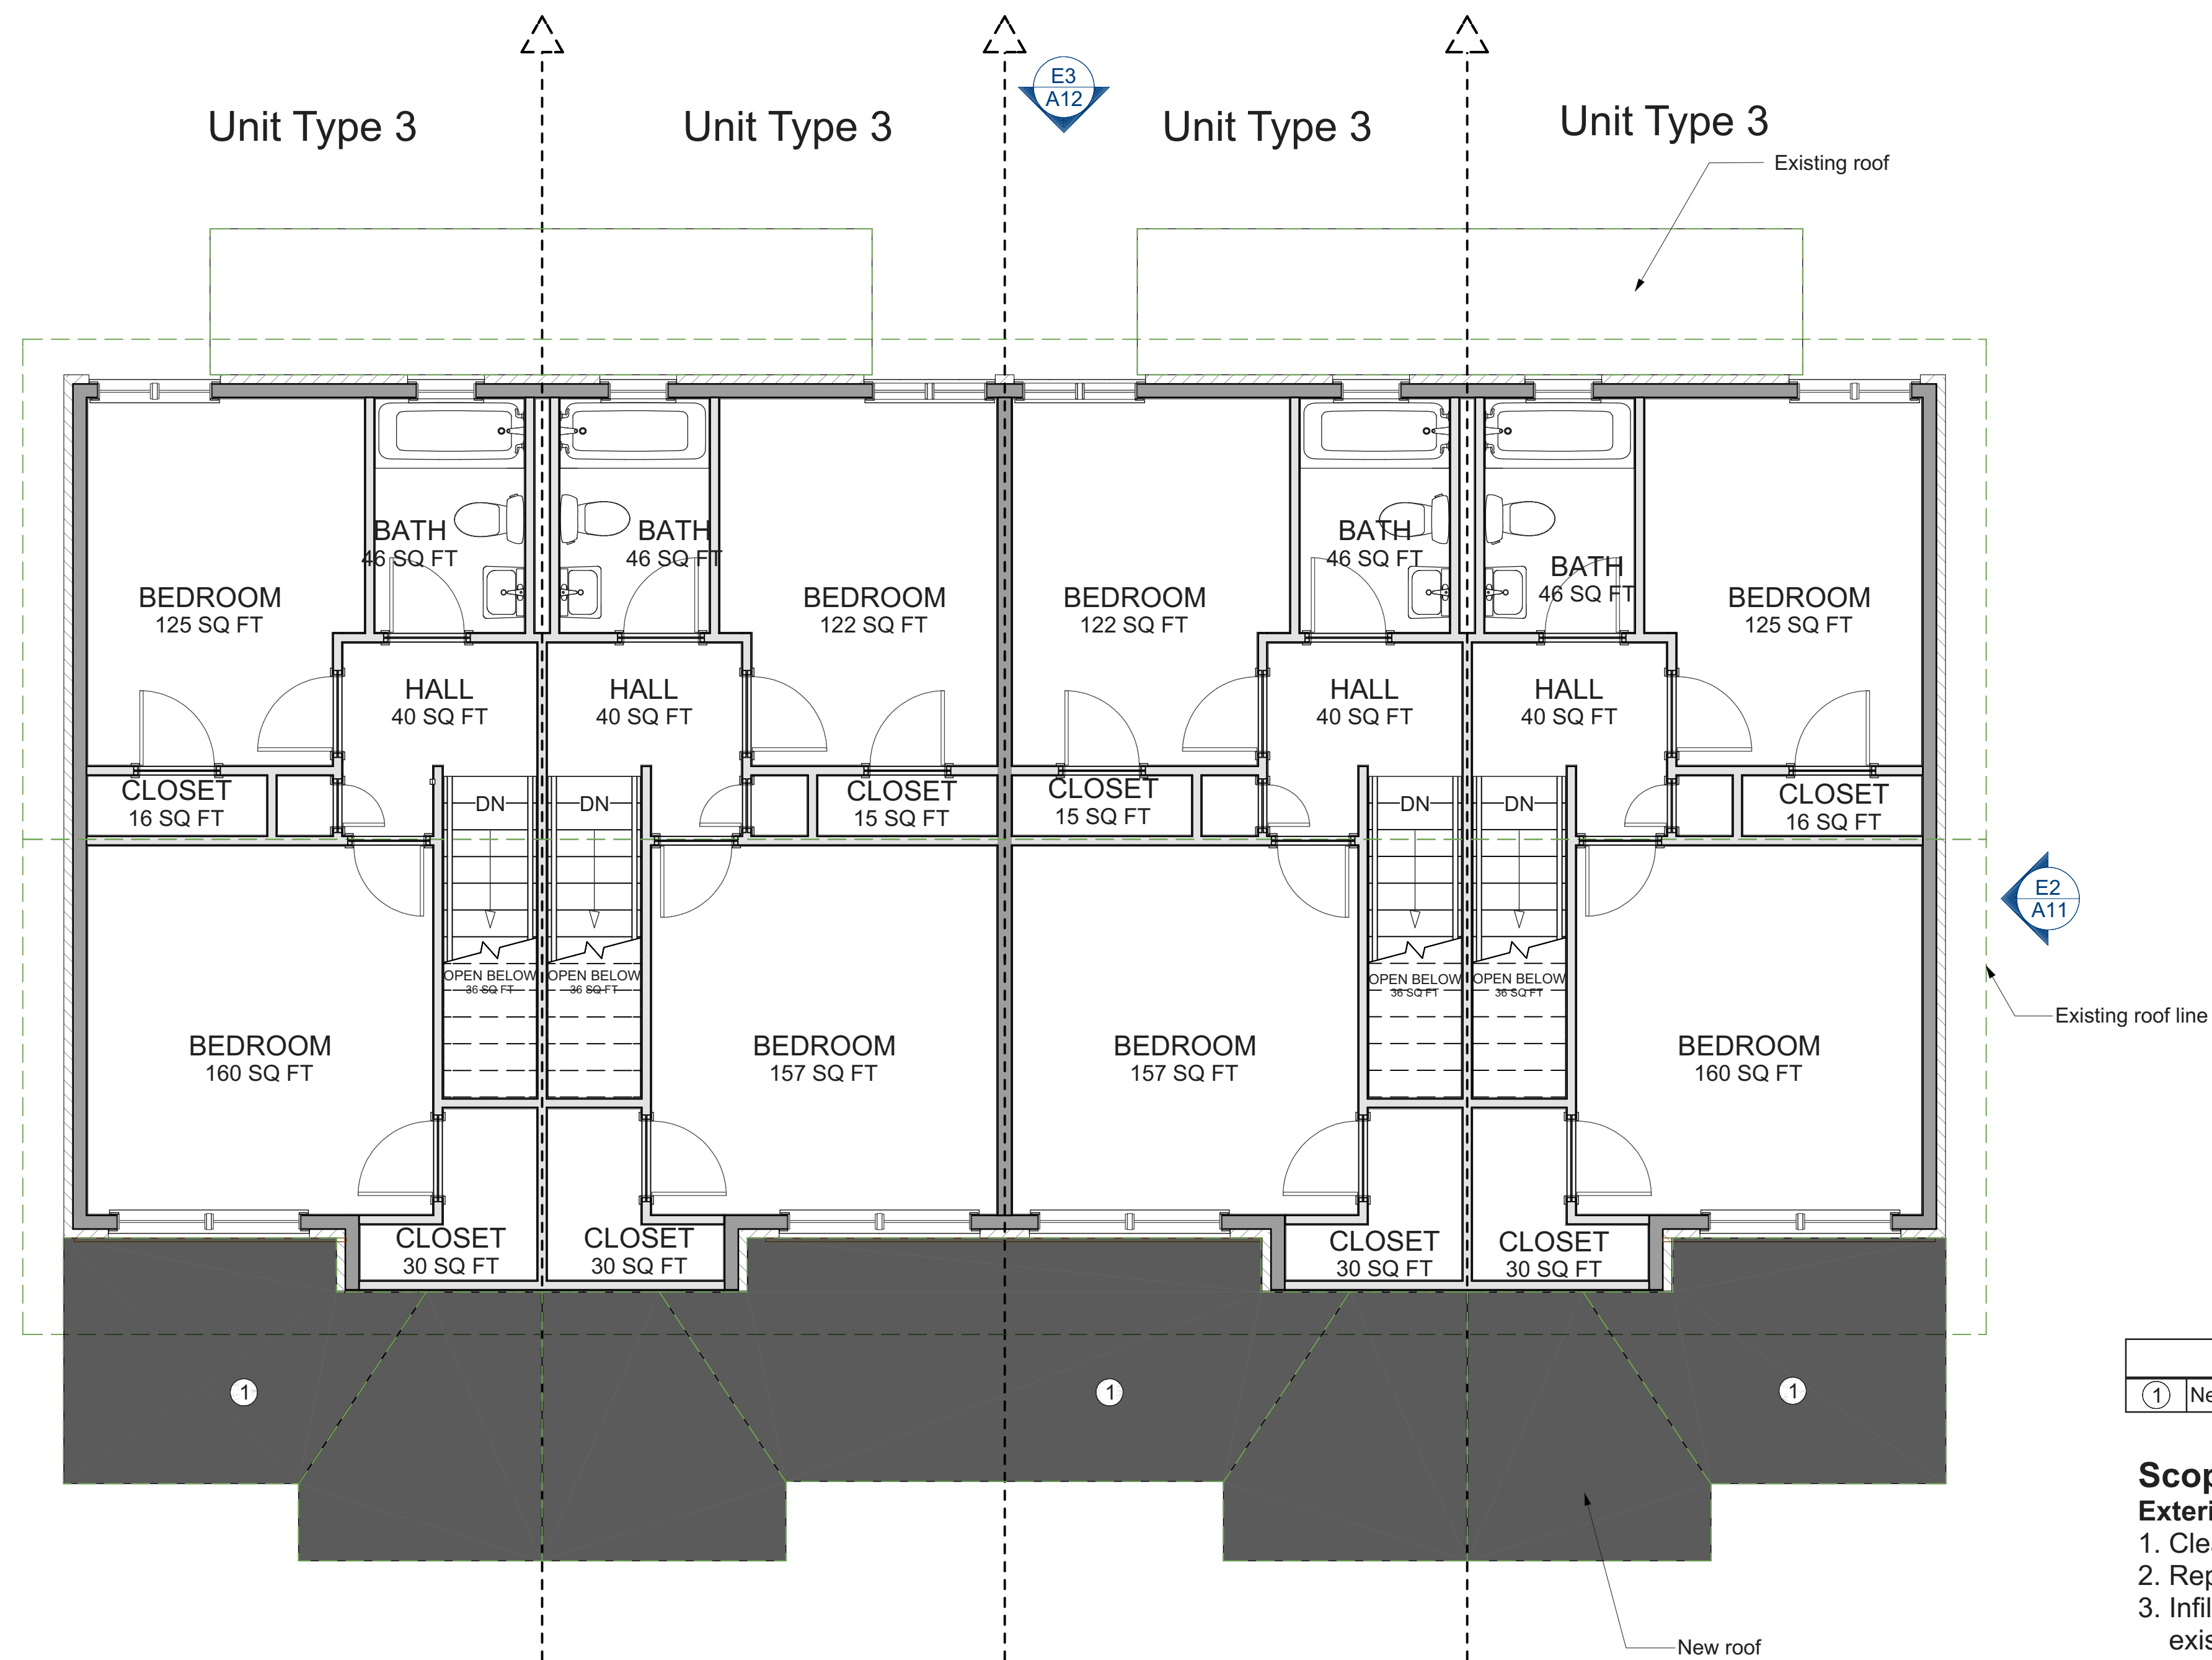 E3
A12
Unit Type 3
Unit Type 3
Unit Type 3
Unit Type 3
Existing roof
BATH
46 SQ FT
BATH
46 SQ FT
BATH
46 SQ FT
BATH
46 SQ FT
BEDROOM
125 SQ FT
BEDROOM
122 SQ FT
BEDROOM
122 SQ FT
BEDROOM
125 SQ FT
HALL
40 SQ FT
HALL
40 SQ FT
HALL
40 SQ FT
HALL
40 SQ FT
CLOSET
16 SQ FT
DN
DN
CLOSET
15 SQ FT
CLOSET
15 SQ FT
DN
DN
CLOSET
16 SQ FT
E2
A11
OPEN BELOW
36 SQ FT
OPEN BELOW
36 SQ FT
OPEN BELOW
36 SQ FT
OPEN BELOW
36 SQ FT
Existing roof line
BEDROOM
160 SQ FT
BEDROOM
157 SQ FT
BEDROOM
157 SQ FT
BEDROOM
160 SQ FT
CLOSET
30 SQ FT
CLOSET
30 SQ FT
CLOSET
30 SQ FT
CLOSET
30 SQ FT
1
1
1
1 Ne
Scop
Exteri
1. Cle
2. Rep
3. Infil
exis
New roof